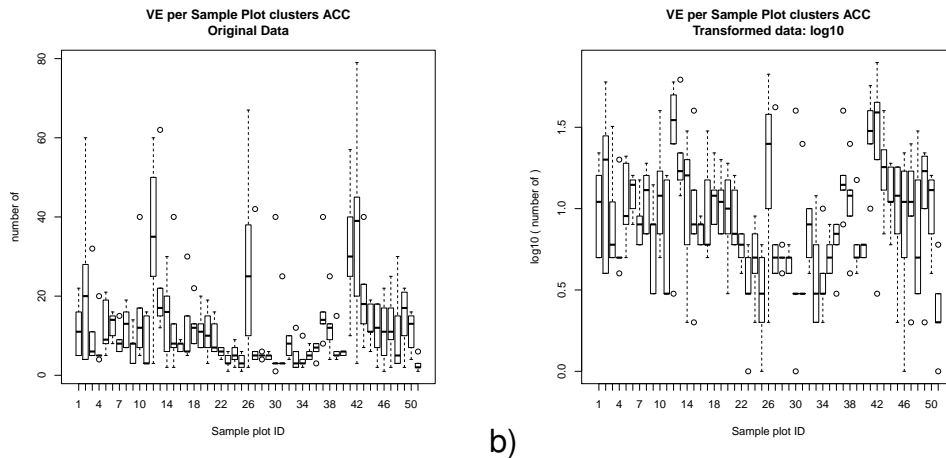 VE per Sample Plot clusters ACC
Original Data
number of
80
60
40
20
0
1 4 7 10 14 18 22 26 30 34 38 42 46 50
Sample plot ID
b)
VE per Sample Plot clusters ACC
Transformed data: log10
log10 ( number of )
1.5
1.0
0.5
0.0
1 4 7 10 14 18 22 26 30 34 38 42 46 50
Sample plot ID